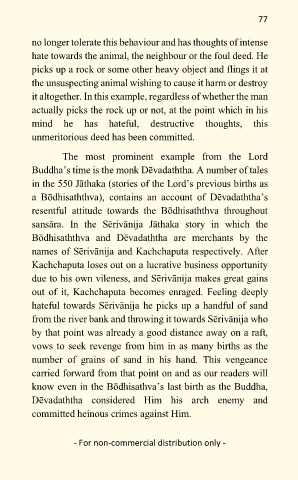 77
no longer tolerate this behaviour and has thoughts of intense
hate towards the animal, the neighbour or the foul deed. He
picks up a rock or some other heavy object and flings it at
the unsuspecting animal wishing to cause it harm or destroy
it altogether. In this example, regardless of whether the man
actually picks the rock up or not, at the point which in his
mind he has hateful, destructive thoughts, this
unmeritorious deed has been committed.
The most prominent example from the Lord
Buddha’s time is the monk Dēvadaththa. A number of tales
in the 550 Jāthaka (stories of the Lord’s previous births as
a Bōdhisaththva), contains an account of Dēvadaththa’s
resentful attitude towards the Bōdhisaththva throughout
sansāra. In the Sērivānija Jāthaka story in which the
Bōdhisaththva and Dēvadaththa are merchants by the
names of Sērivānija and Kachchaputa respectively. After
Kachchaputa loses out on a lucrative business opportunity
due to his own vileness, and Sērivānija makes great gains
out of it, Kachchaputa becomes enraged. Feeling deeply
hateful towards Sērivānija he picks up a handful of sand
from the river bank and throwing it towards Sērivānija who
by that point was already a good distance away on a raft,
vows to seek revenge from him in as many births as the
number of grains of sand in his hand. This vengeance
carried forward from that point on and as our readers will
know even in the Bōdhisathva’s last birth as the Buddha,
Dēvadaththa considered Him his arch enemy and
committed heinous crimes against Him.
- For non-commercial distribution only -